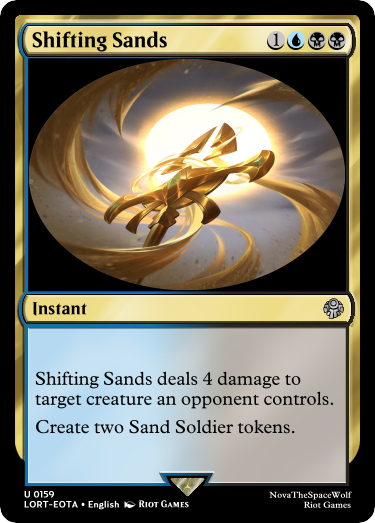 Shifting Sands 1
Instant
Shifting Sands deals 4 damage to
target creature an opponent controls.
Create two Sand Soldier tokens.
U 0159 NovaTheSpaceWolf
LORT-EOTA • English RIOT GAMES Riot Games